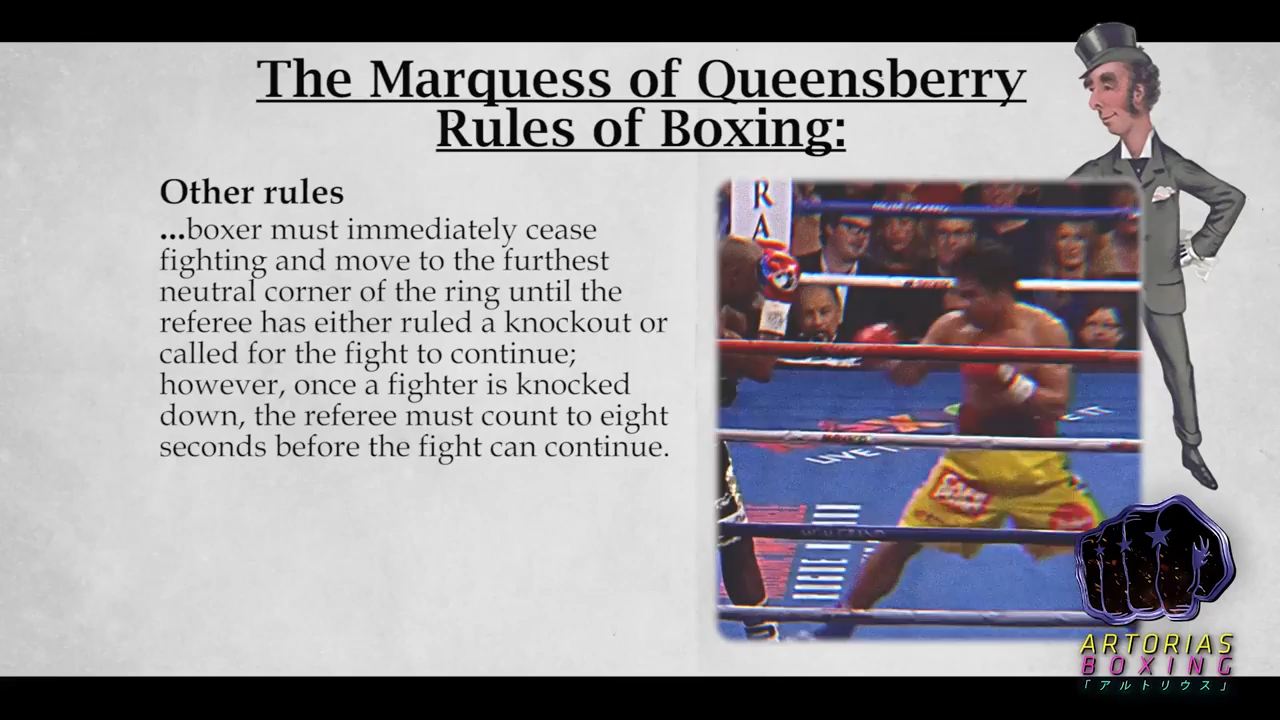 The Marquess of Queensberry
Rules of Boxing:
Other rules
...boxer must immediately cease
fighting and move to the furthest
neutral corner of the ring until the
referee has either ruled a knockout or
called for the fight to continue;
however, once a fighter is knocked
down, the referee must count to eight
seconds before the fight can continue.
R
A
MGM GRAND
LIVE
ARTORIAS
BOXING
「アルトリウス」